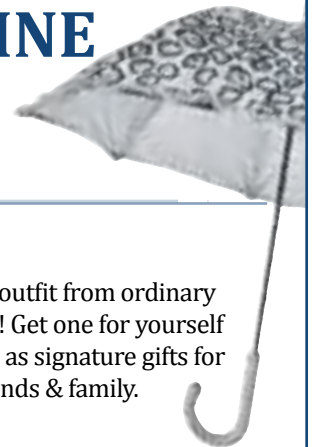 INE
outfit from ordinary
! Get one for yourself
as signature gifts for
nds & family.